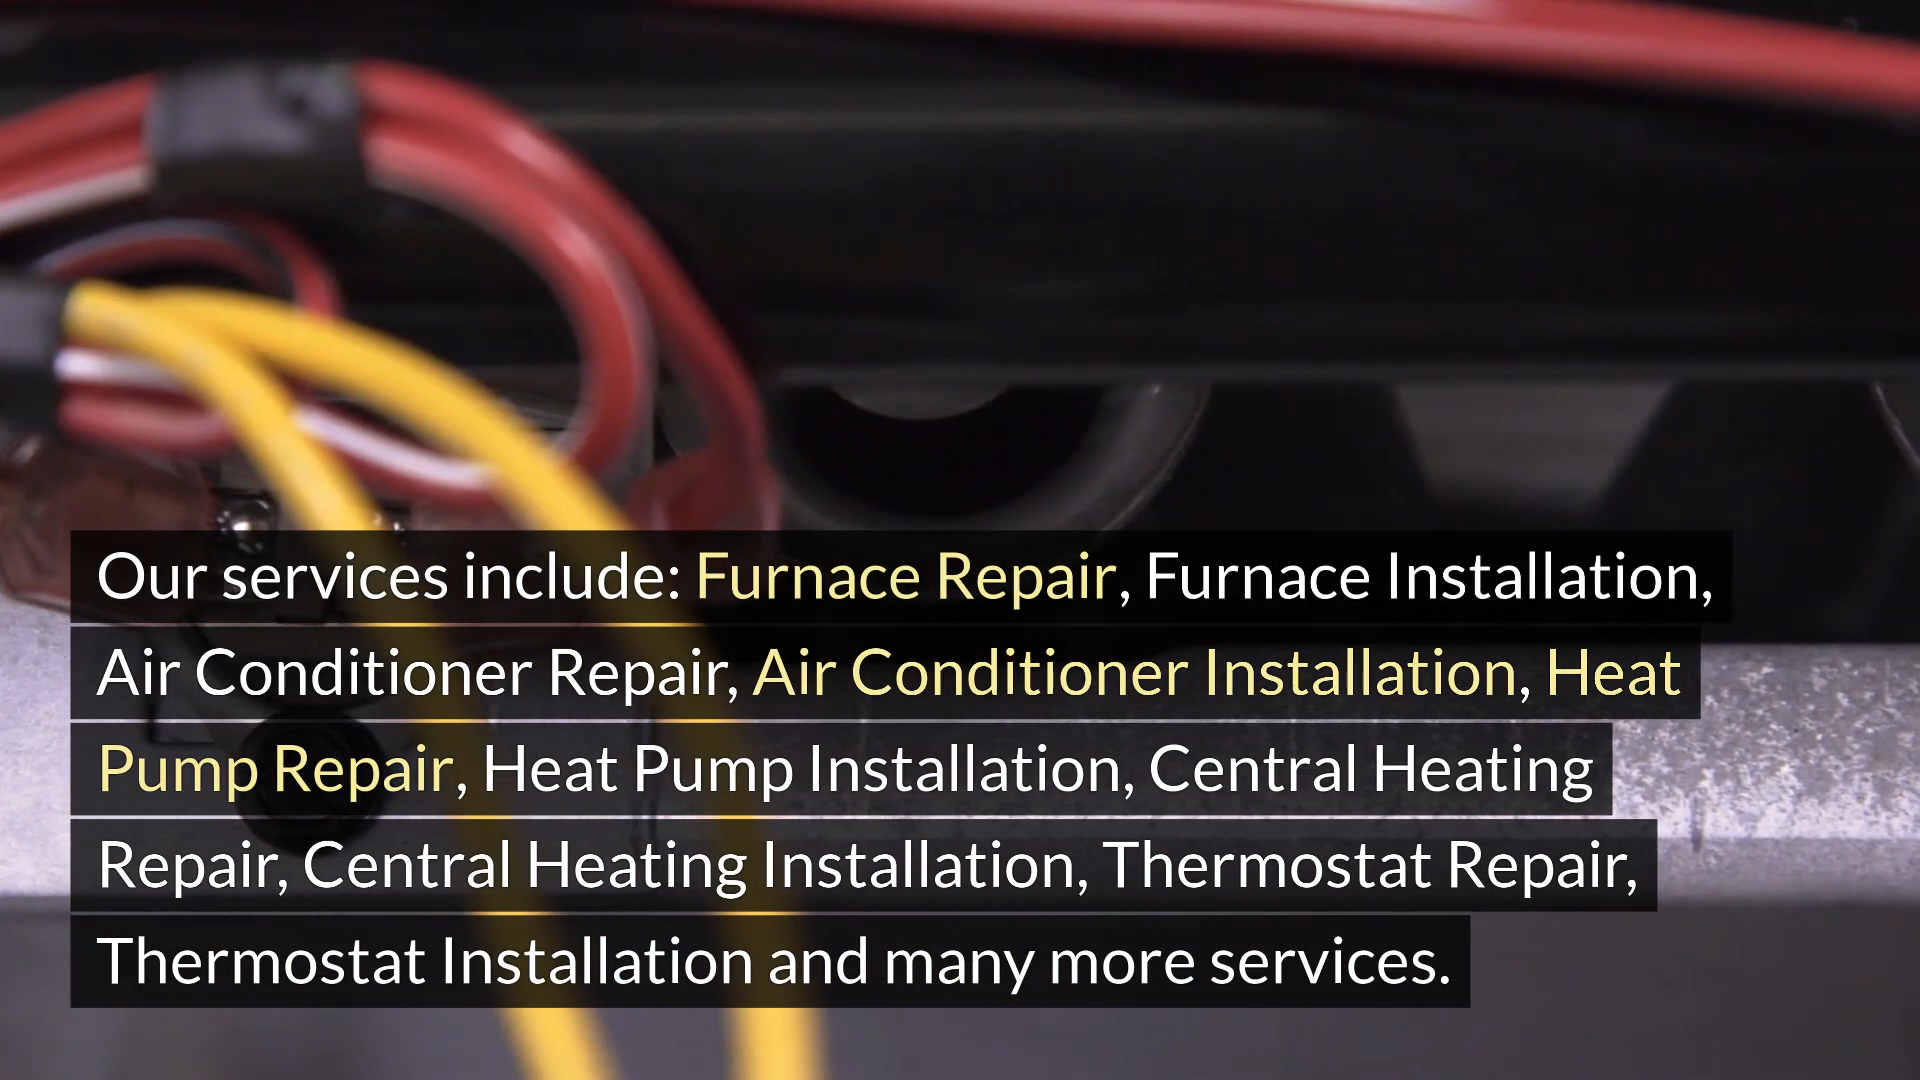 Our services include: Furnace Repair, Furnace Installation,
Air Conditioner Repair, Air Conditioner Installation, Heat
Pump Repair, Heat Pump Installation, Central Heating
Repair, Central Heating Installation, Thermostat Repair,
Thermostat Installation and many more services.